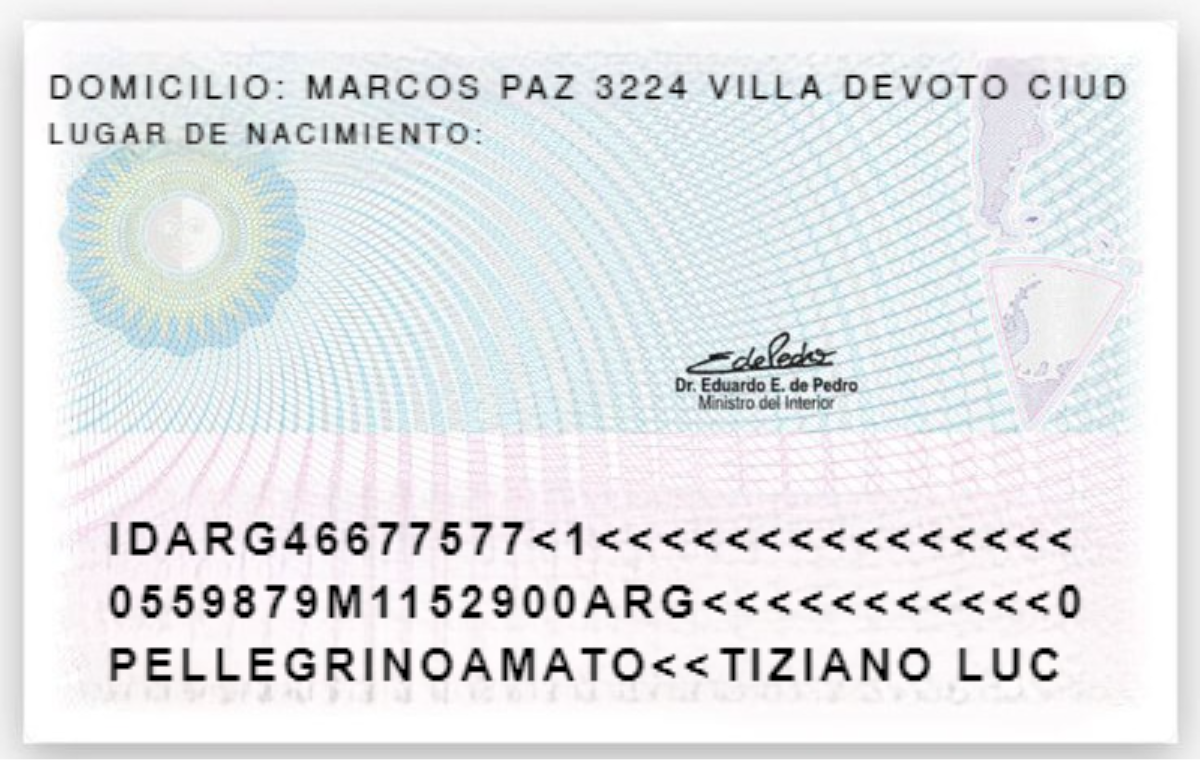 DOMICILIO: MARCOS PAZ 3224 VILLA DEVOTO CIUD
LUGAR DE NACIMIENTO:
EdePedro
Dr. Eduardo E. de Pedro
Ministro del Interior
IDARG46677577<1<<<<<<<<<<<<<<<
0559879M1152900ARG<<<<<<<<<<<0
PELLEGRINOAMATO<<TIZIANO LUC